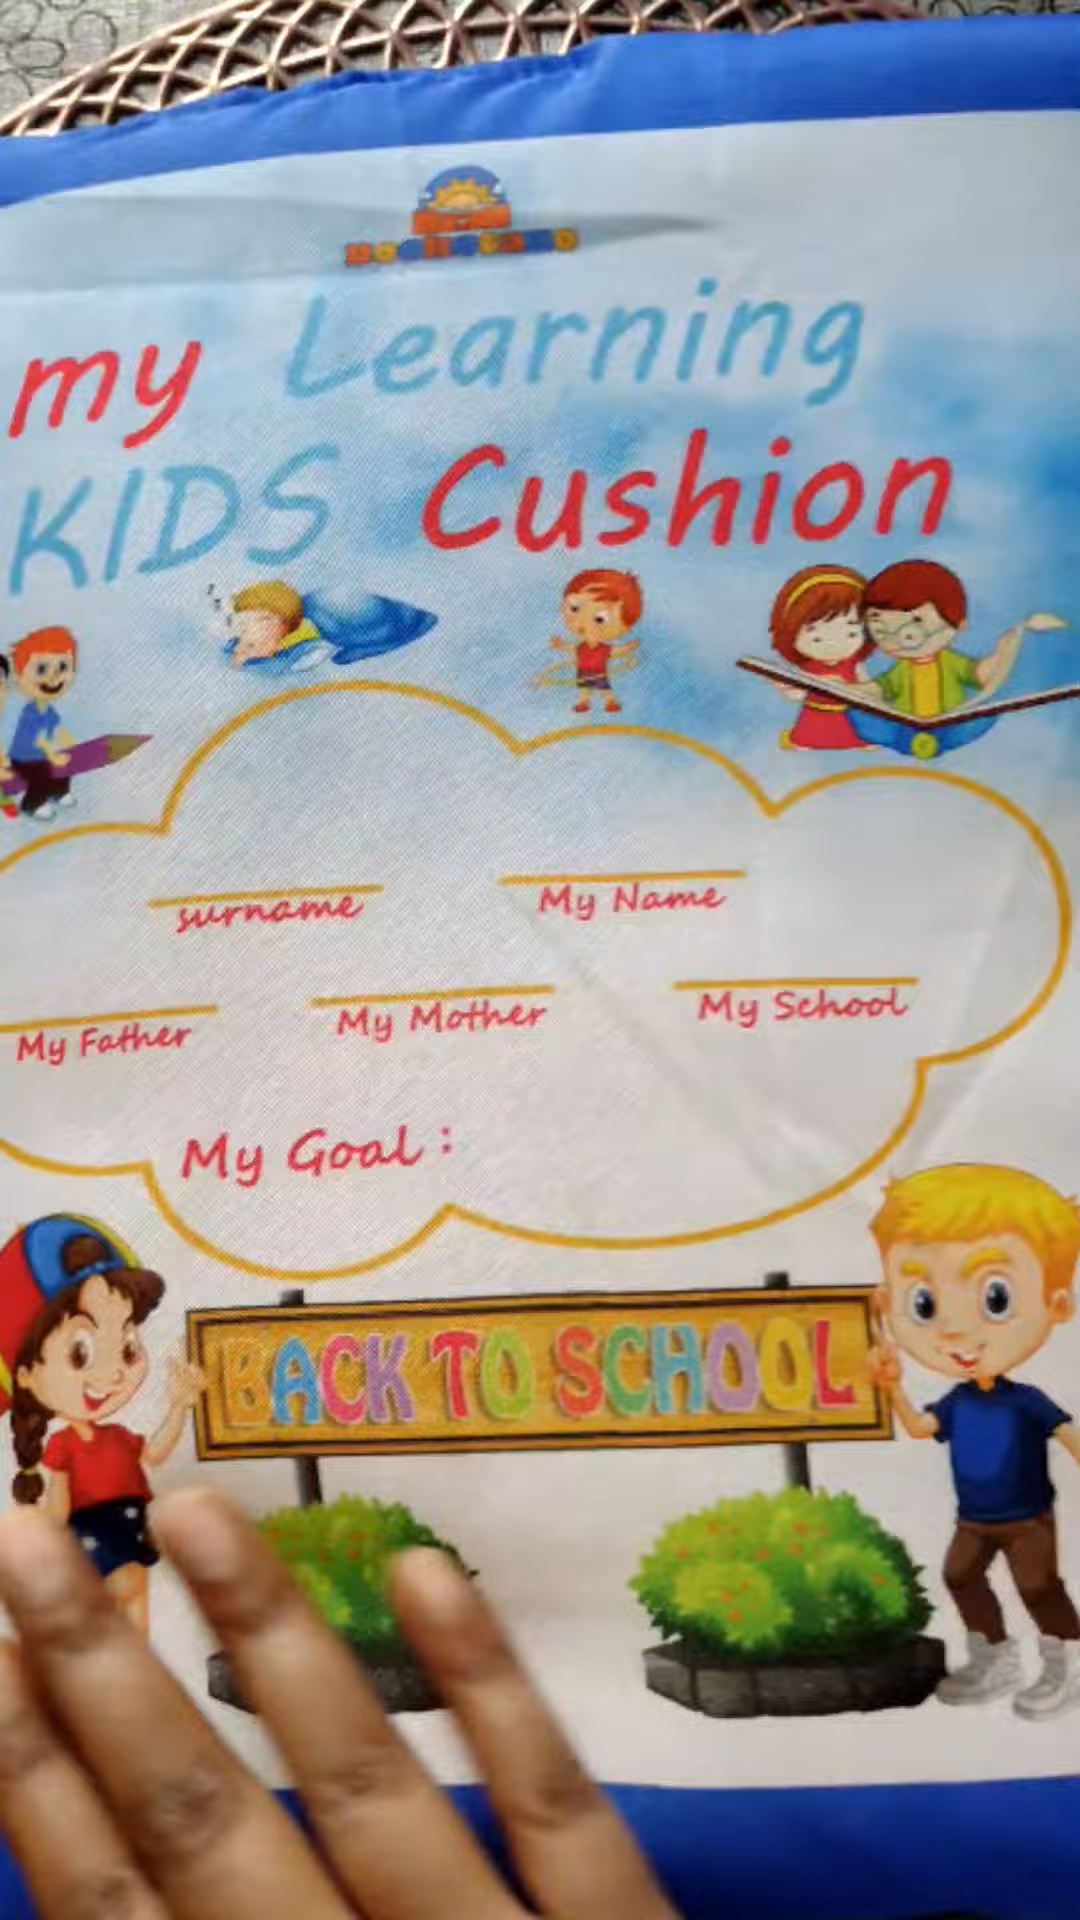 my Learning
KIDS Cushion
surname My Name
My Father My Mother My School
My Goal :
BACK TO SCHOOL